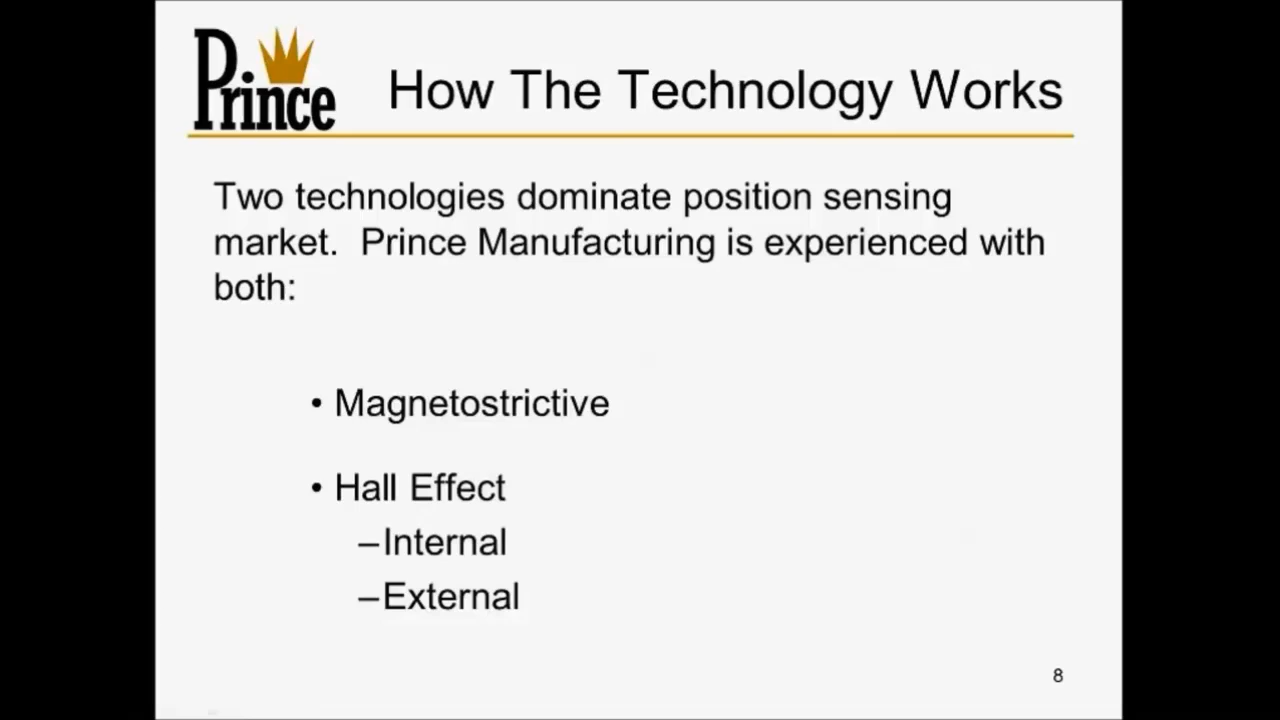 Prince
How The Technology Works
Two technologies dominate position sensing
market.  Prince Manufacturing is experienced with
both:
• Magnetostrictive
• Hall Effect
–Internal
–External
8